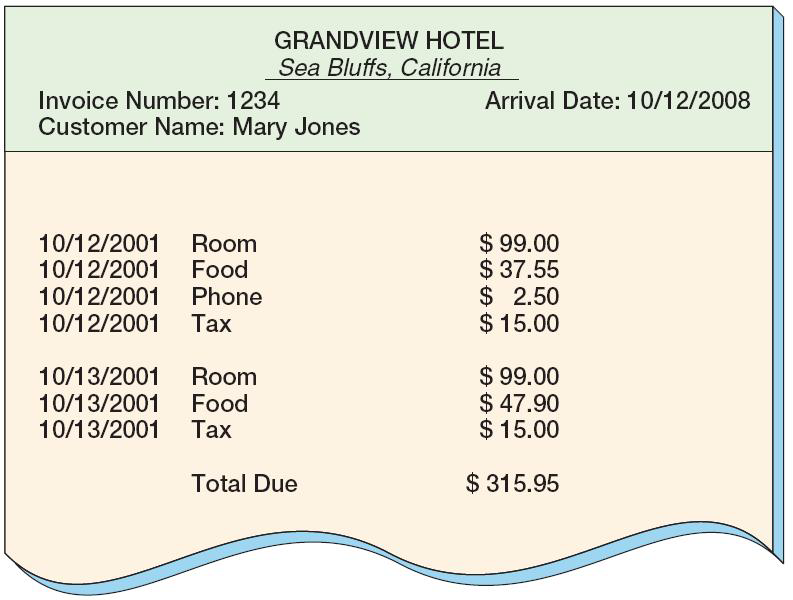 GRANDVIEW HOTEL
Sea Bluffs, California
Invoice Number: 1234 Arrival Date: 10/12/2008
Customer Name: Mary Jones
10/12/2001 Room $ 99.00
10/12/2001 Food $ 37.55
10/12/2001 Phone $ 2.50
10/12/2001 Tax $ 15.00
10/13/2001 Room $ 99.00
10/13/2001 Food $ 47.90
10/13/2001 Tax $ 15.00
Total Due $ 315.95